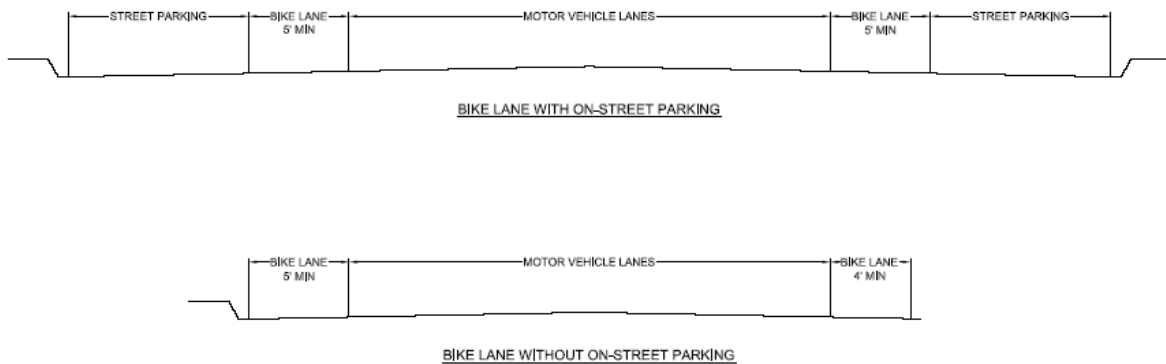 STREET PARKING BIKE LANE MOTOR VEHICLE LANES BIKE LANE STREET PARKING
5' MIN 5' MIN
BIKE LANE WITH ON-STREET PARKING
BIKE LANE MOTOR VEHICLE LANES BIKE LANE
5' MIN 4' MIN
BIKE LANE WITHOUT ON-STREET PARKING